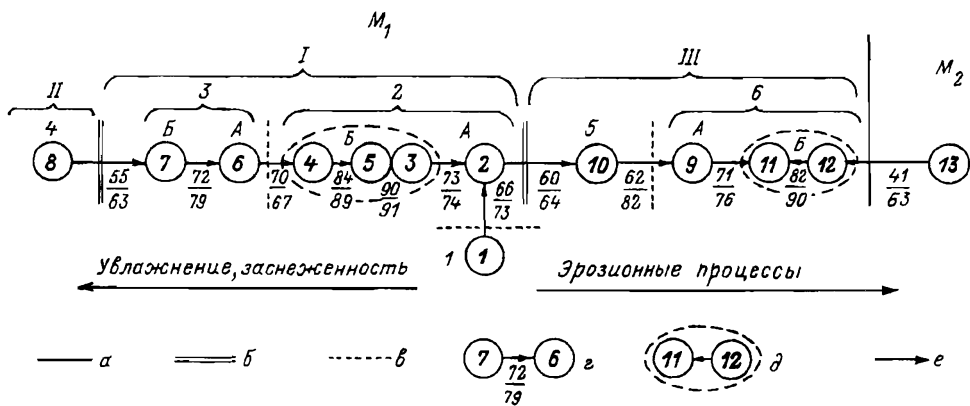 М₁
I
III
М₂
II
3
2
6
4
Б
А
Б
А
5
А
Б
8
7
6
4
5
3
2
10
9
11
12
13
55/63
72/79
70/67
84/89
90/91
73/74
66/73
60/64
62/82
71/76
82/90
41/63
1
1
Увлажнение, заснеженность
Эрозионные процессы
а
б
в
7
6
г
11
12
д
е
72/79